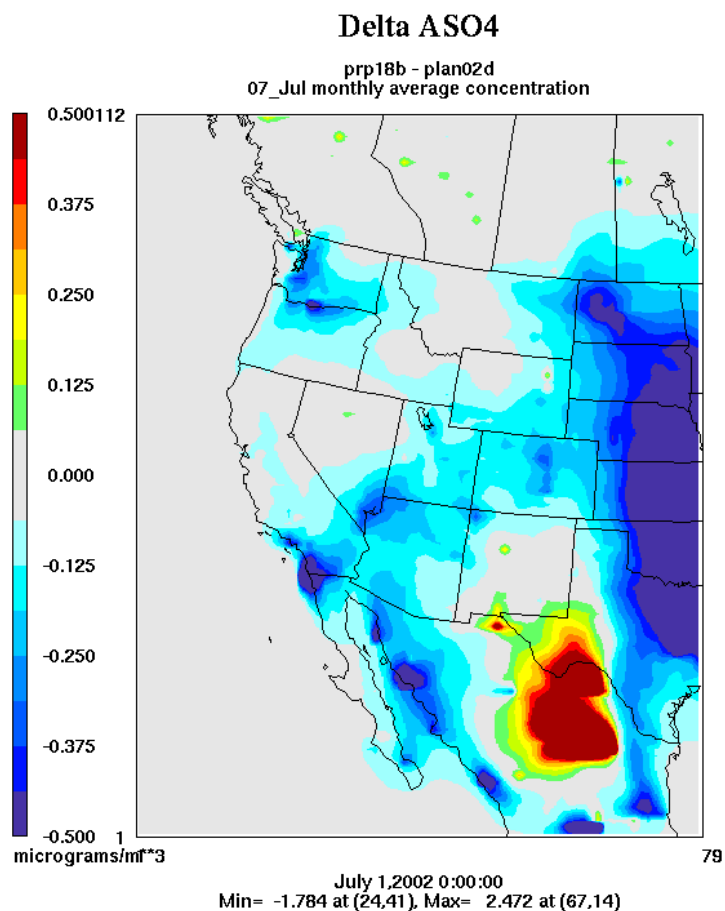 Delta ASO4
prp18b - plan02d
07_Jul monthly average concentration
0.500
112
0.375
0.250
0.125
0.000
-0.125
-0.250
-0.375
-0.500
1
micrograms/m**3
79
July 1,2002 0:00:00
Min= -1.784 at (24,41), Max= 2.472 at (67,14)